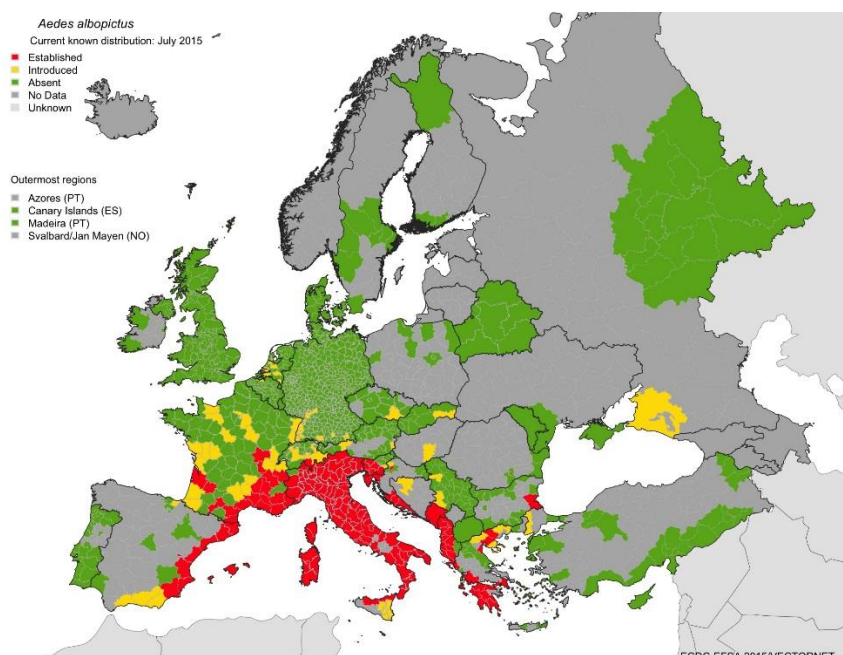 Aedes albopictus
Current known distribution: July 2015
Established
Introduced
Absent
No Data
Unknown
Outermost regions
Azores (PT)
Canary Islands (ES)
Madeira (PT)
Svalbard/Jan Mayen (NO)